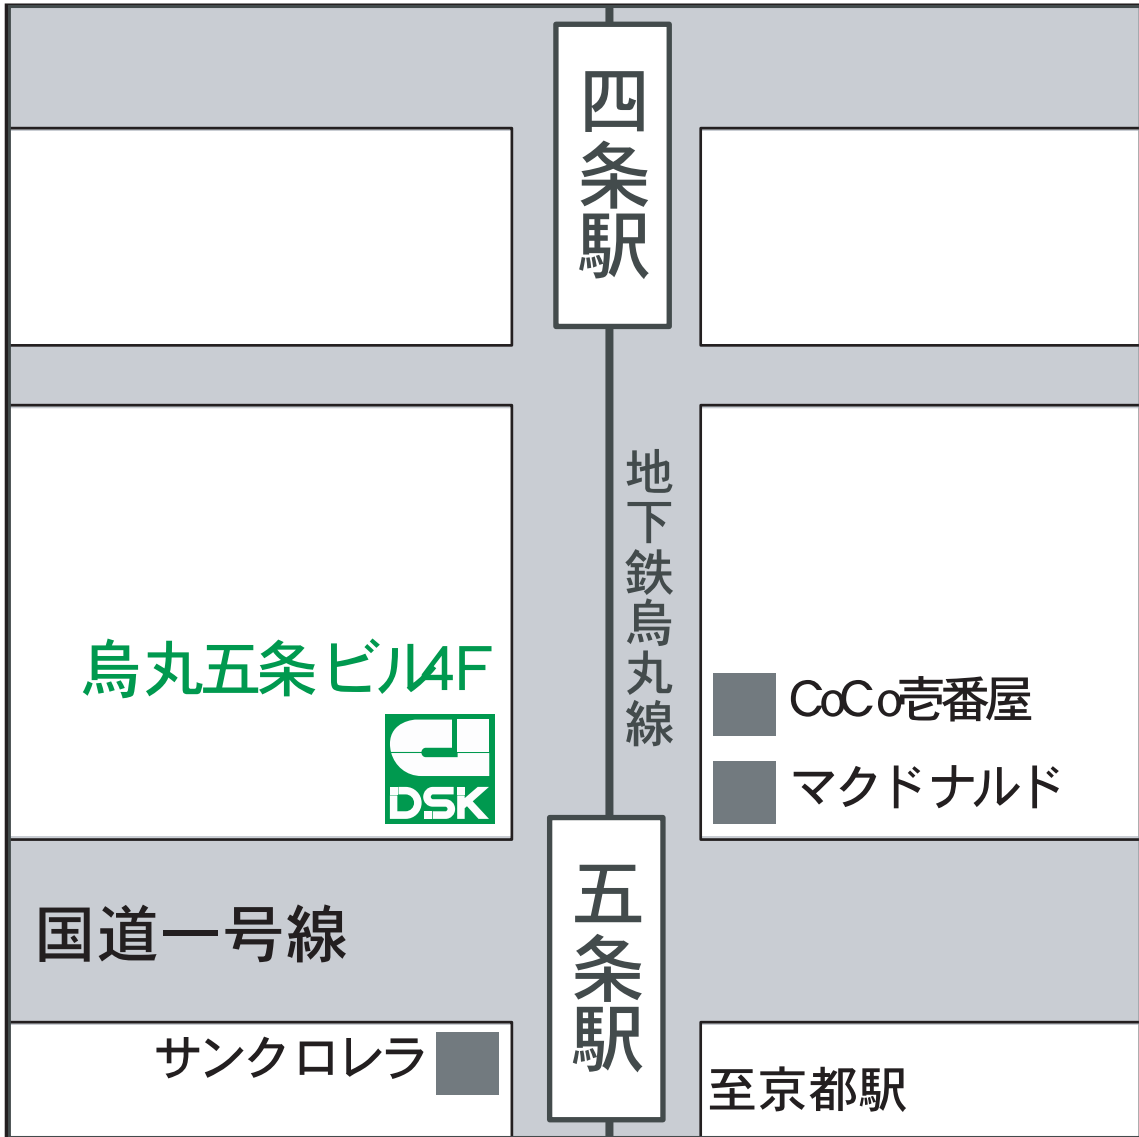 四条駅
地下鉄烏丸線
烏丸五条ビル4F
DSK
CoCo壱番屋
マクドナルド
五条駅
国道一号線
サンクロレラ
至京都駅